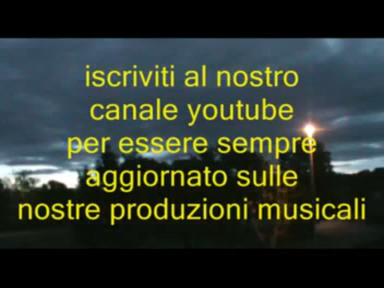 iscriviti al nostro
canale youtube
per essere sempre
aggiornato sulle
nostre produzioni musicali